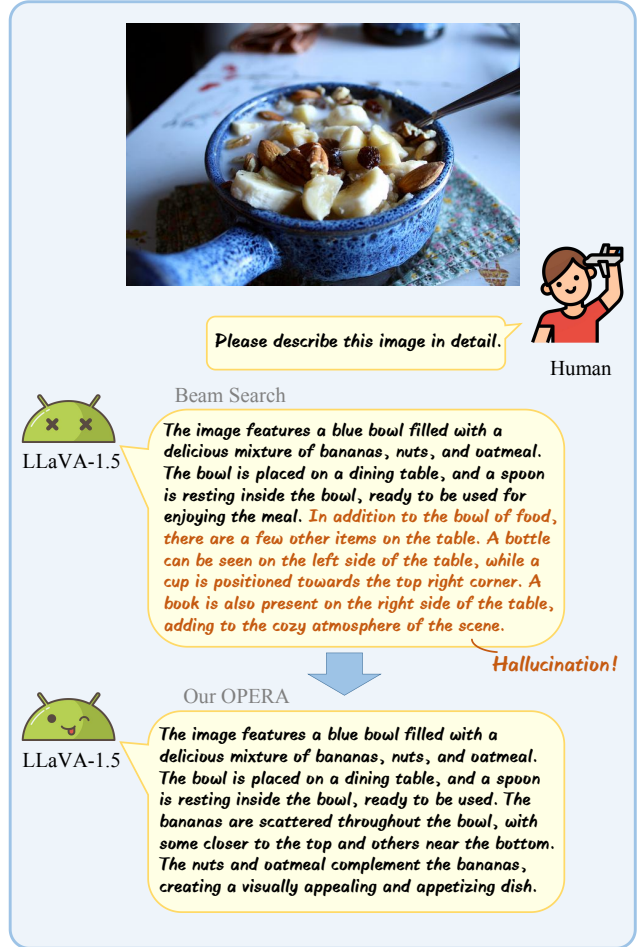 Please describe this image in detail.
Human
Beam Search
LLaVA-1.5
The image features a blue bowl filled with a
delicious mixture of bananas, nuts, and oatmeal.
The bowl is placed on a dining table, and a spoon
is resting inside the bowl, ready to be used for
enjoying the meal. In addition to the bowl of food,
there are a few other items on the table. A bottle
can be seen on the left side of the table, while a
cup is positioned towards the top right corner. A
book is also present on the right side of the table,
adding to the cozy atmosphere of the scene.
Hallucination!
Our OPERA
LLaVA-1.5
The image features a blue bowl filled with a
delicious mixture of bananas, nuts, and oatmeal.
The bowl is placed on a dining table, and a spoon
is resting inside the bowl, ready to be used. The
bananas are scattered throughout the bowl, with
some closer to the top and others near the bottom.
The nuts and oatmeal complement the bananas,
creating a visually appealing and appetizing dish.